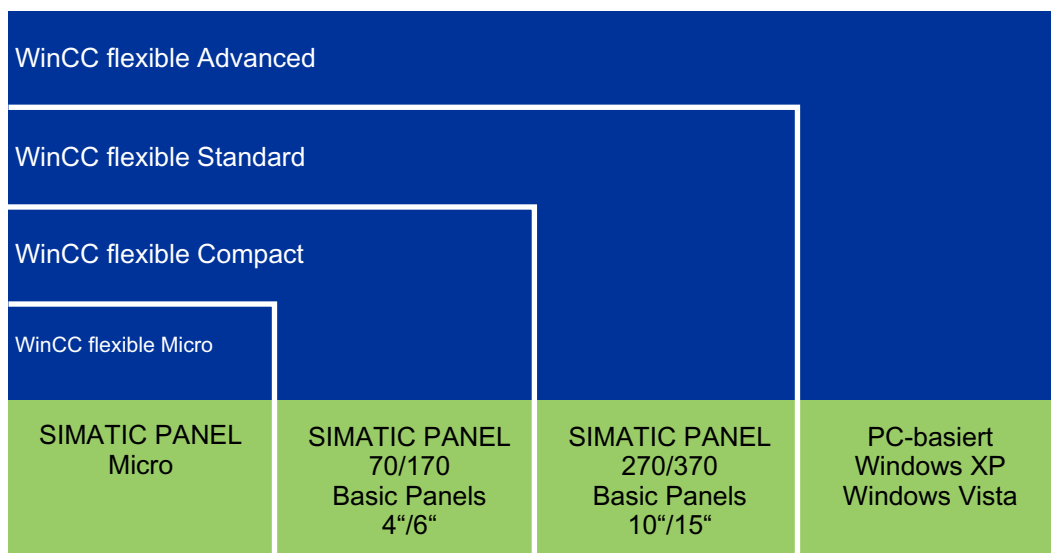 WinCC flexible Advanced
WinCC flexible Standard
WinCC flexible Compact
WinCC flexible Micro
SIMATIC PANEL
Micro
SIMATIC PANEL
70/170
Basic Panels
4“/6“
SIMATIC PANEL
270/370
Basic Panels
10“/15“
PC-basiert
Windows XP
Windows Vista